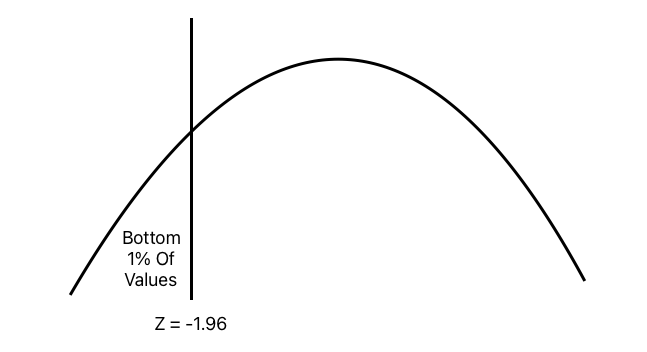 Bottom
1% Of
Values
Z = -1.96